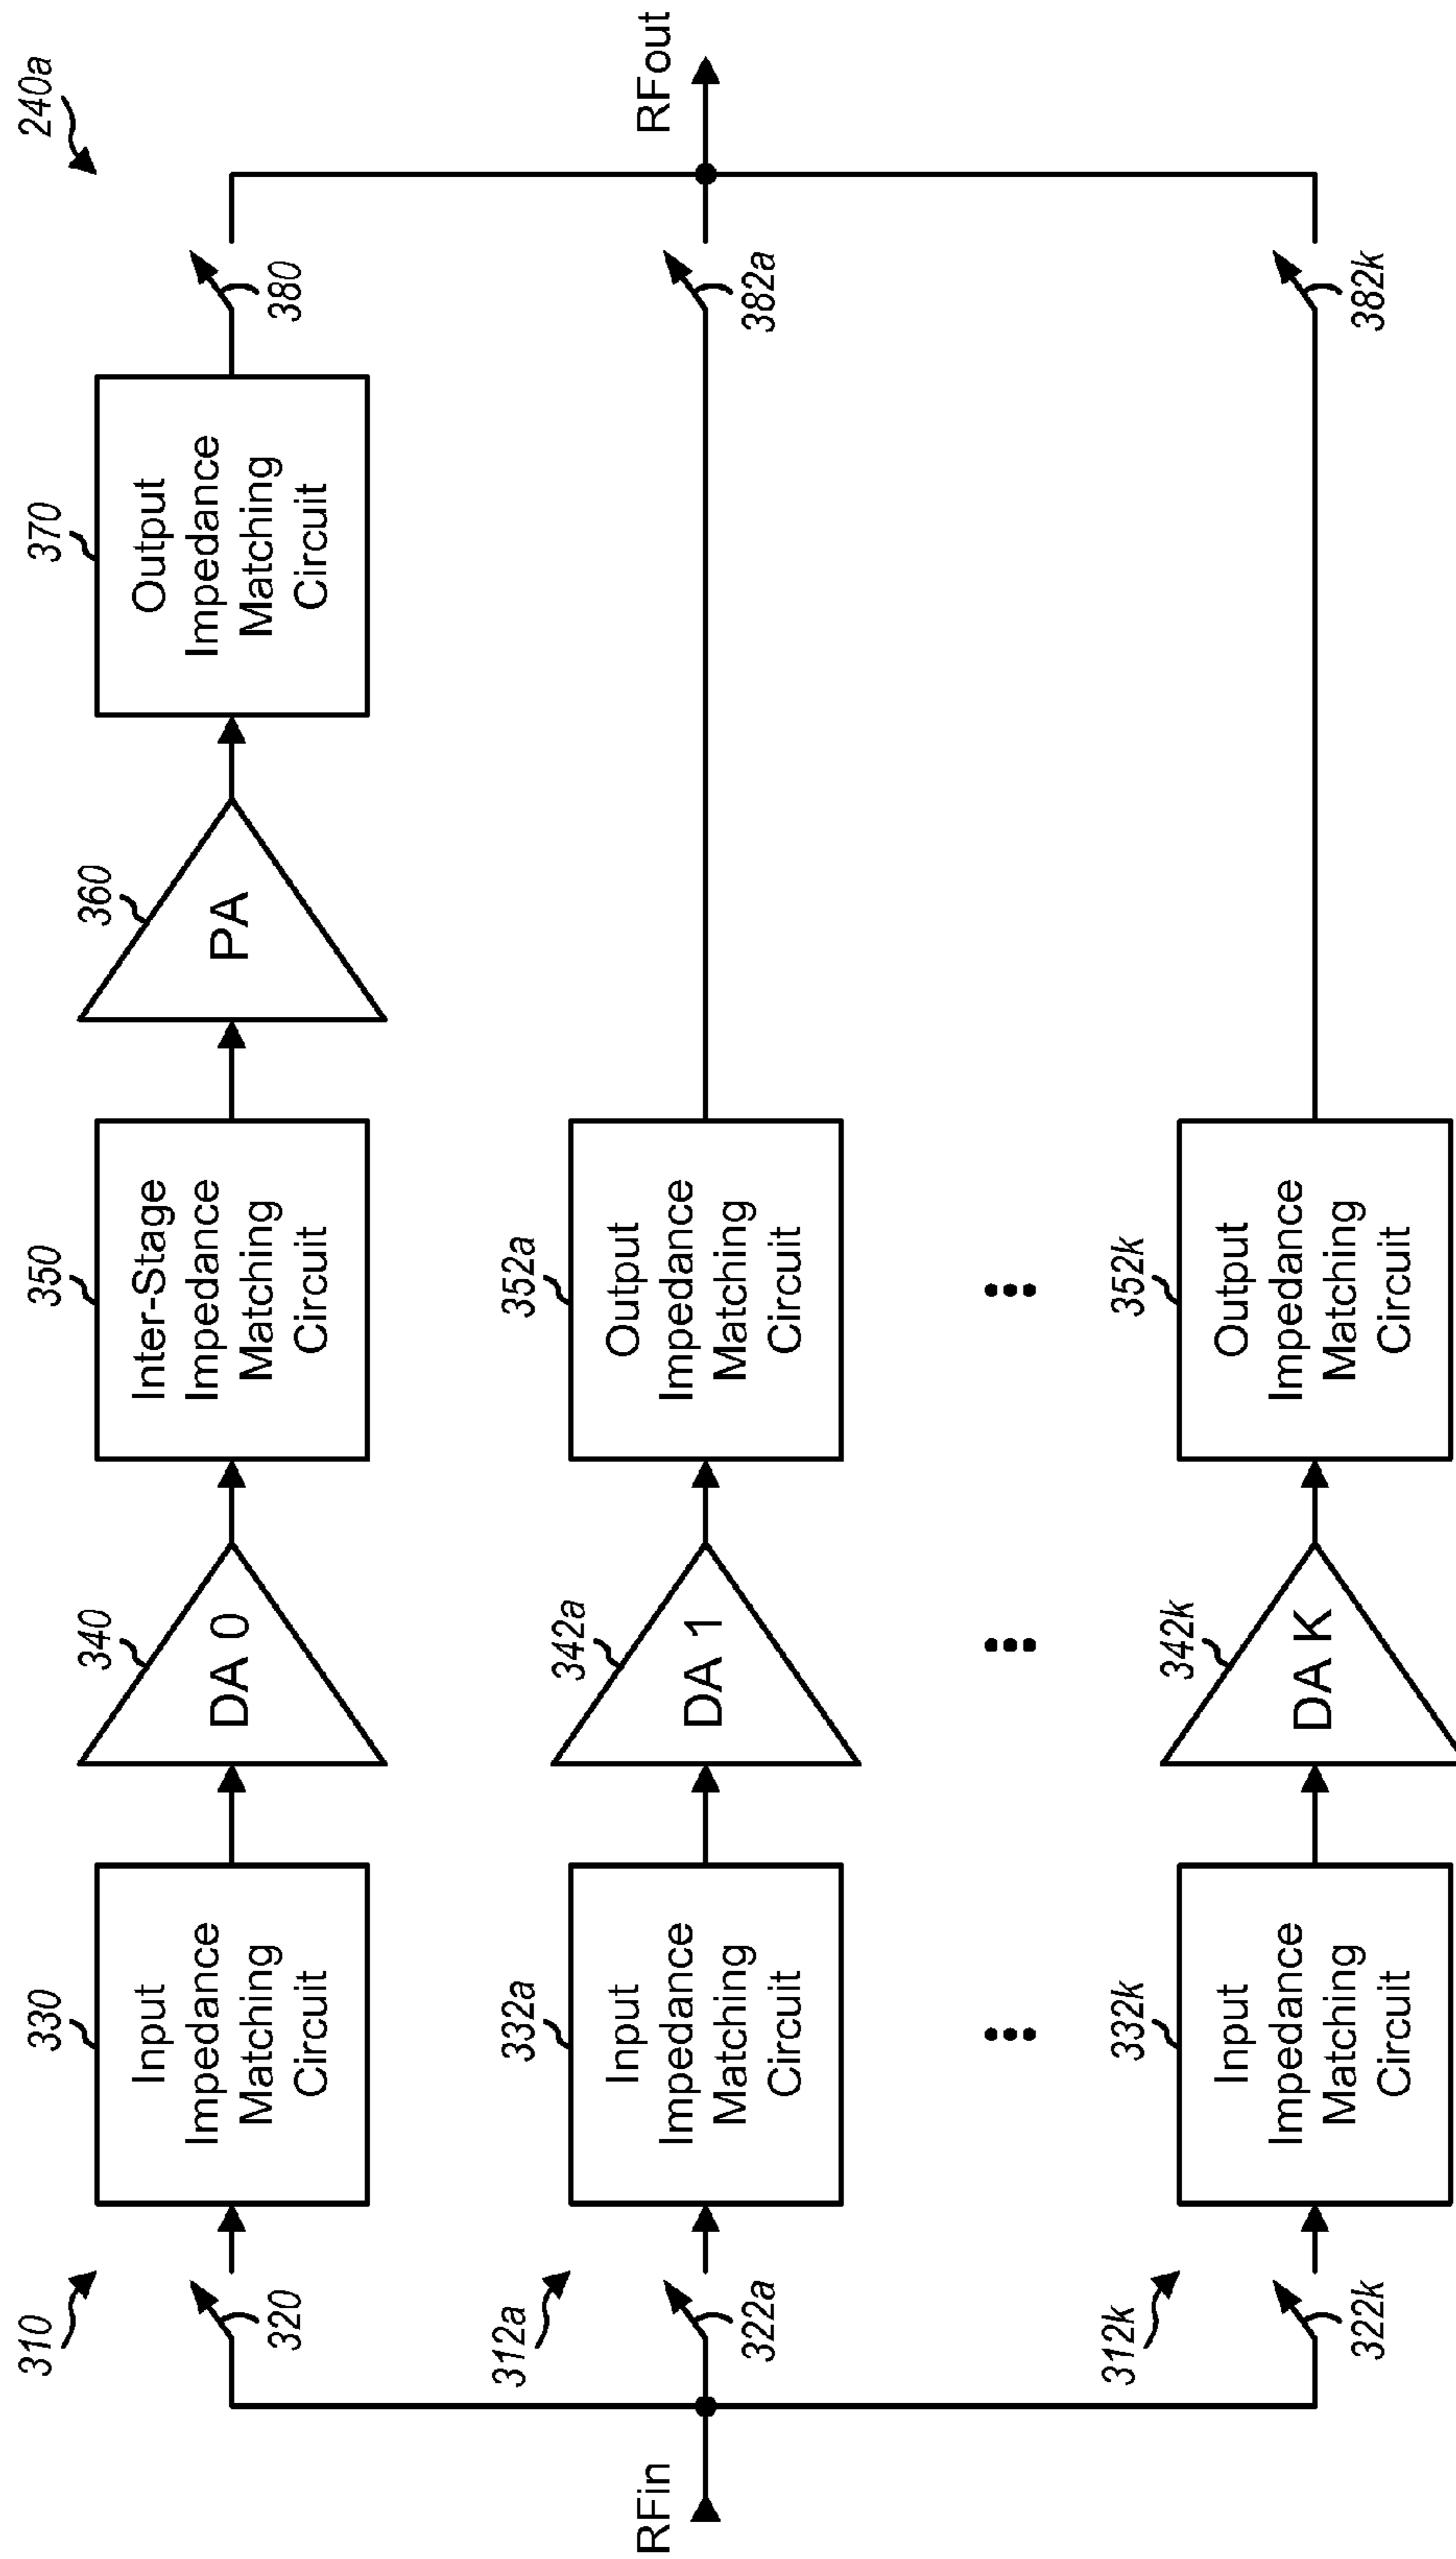 240a
310
320
330
Input
Impedance
Matching
Circuit
340
DA 0
350
Inter-Stage
Impedance
Matching
Circuit
360
PA
370
Output
Impedance
Matching
Circuit
380
RFin
RFout
312a
322a
332a
Input
Impedance
Matching
Circuit
342a
DA 1
352a
Output
Impedance
Matching
Circuit
382a
312k
322k
332k
Input
Impedance
Matching
Circuit
342k
DA K
352k
Output
Impedance
Matching
Circuit
382k